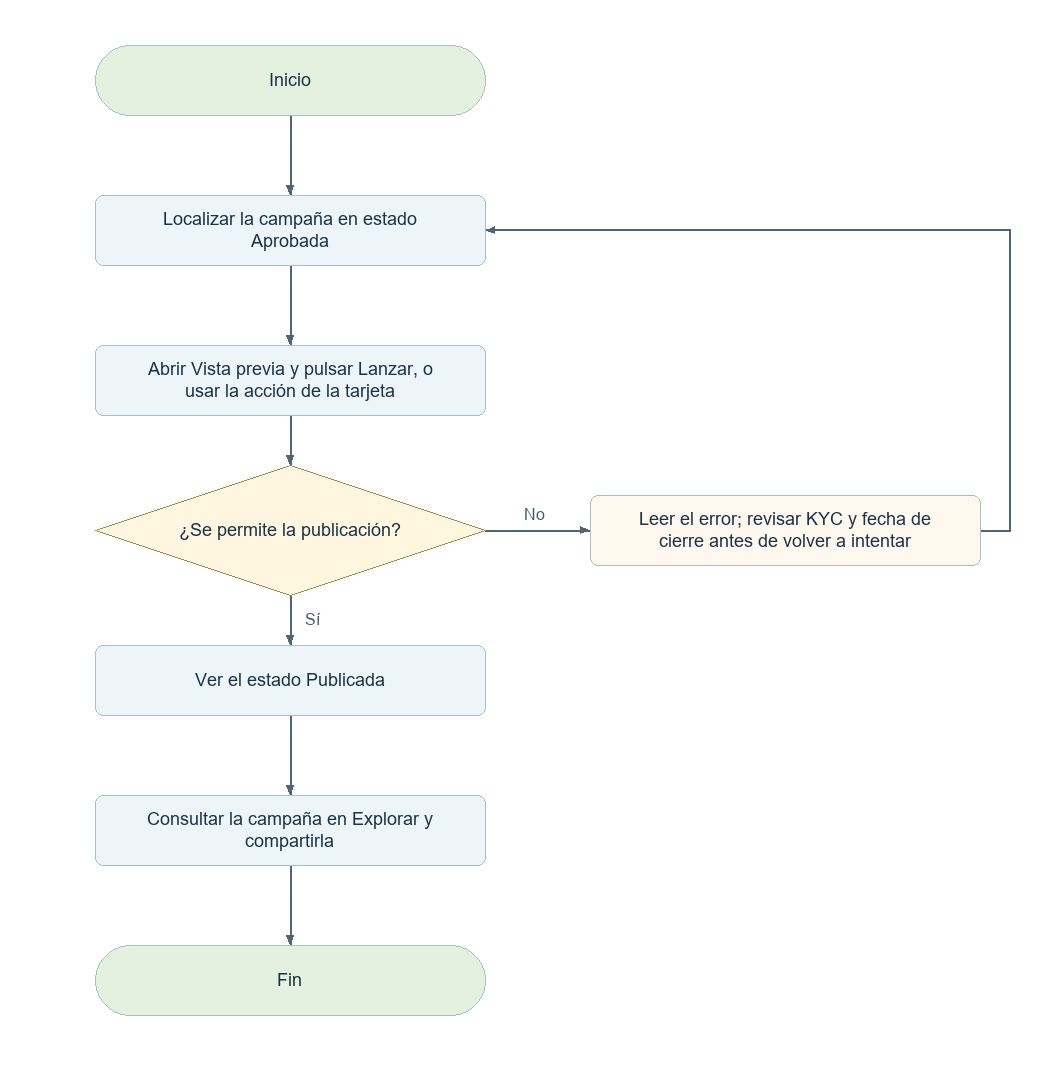 Inicio
Localizar la campaña en estado
Aprobada
Abrir Vista previa y pulsar Lanzar, o
usar la acción de la tarjeta
¿Se permite la publicación?
No
Leer el error; revisar KYC y fecha de
cierre antes de volver a intentar
Sí
Ver el estado Publicada
Consultar la campaña en Explorar y
compartirla
Fin